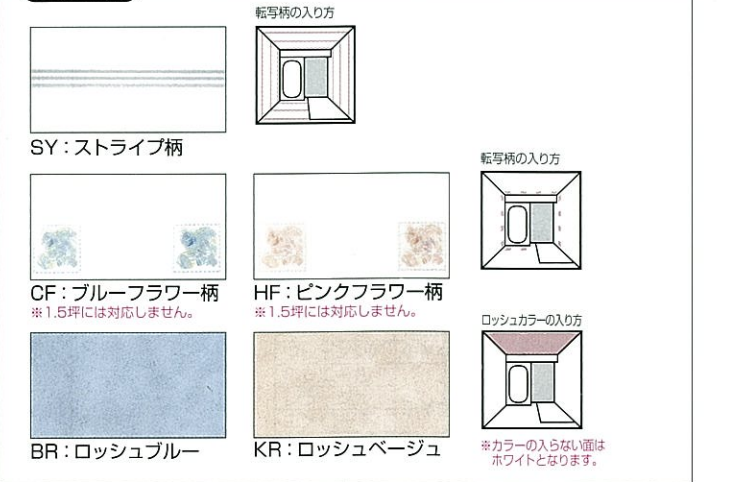 転写柄の入り方
SY：ストライプ柄
転写柄の入り方
CF：ブルーフラワー柄
※1.5坪には対応しません。
HF：ピンクフラワー柄
※1.5坪には対応しません。
ロッシュカラーの入り方
BR：ロッシュブルー
KR：ロッシュベージュ
※カラーの入らない面は
ホワイトとなります。